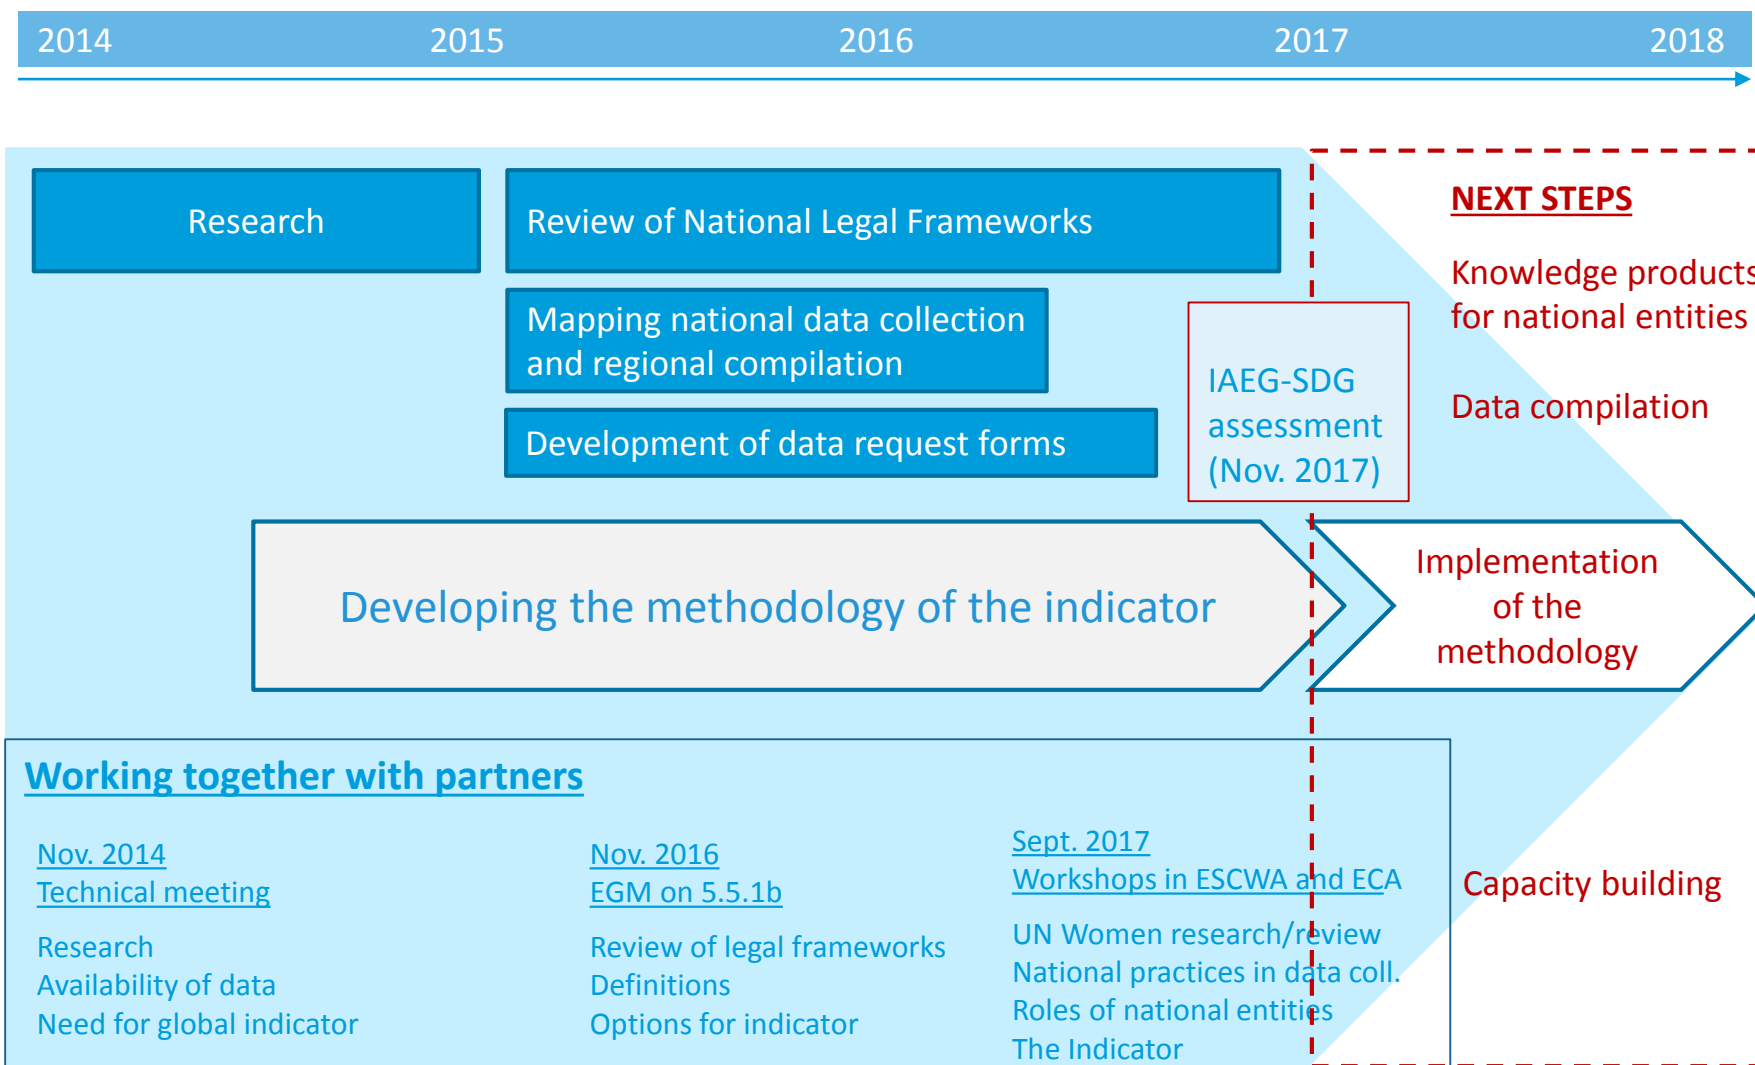 2014 2015 2016 2017 2018
Research
Review of National Legal Frameworks
Mapping national data collection
and regional compilation
Development of data request forms
IAEG-SDG
assessment
(Nov. 2017)
NEXT STEPS
Knowledge products
for national entities
Data compilation
Developing the methodology of the indicator
Implementation
of the
methodology
Working together with partners
Nov. 2014
Technical meeting
Research
Availability of data
Need for global indicator
Nov. 2016
EGM on 5.5.1b
Review of legal frameworks
Definitions
Options for indicator
Sept. 2017
Workshops in ESCWA and ECA
UN Women research/review
National practices in data coll.
Roles of national entities
The Indicator
Capacity building